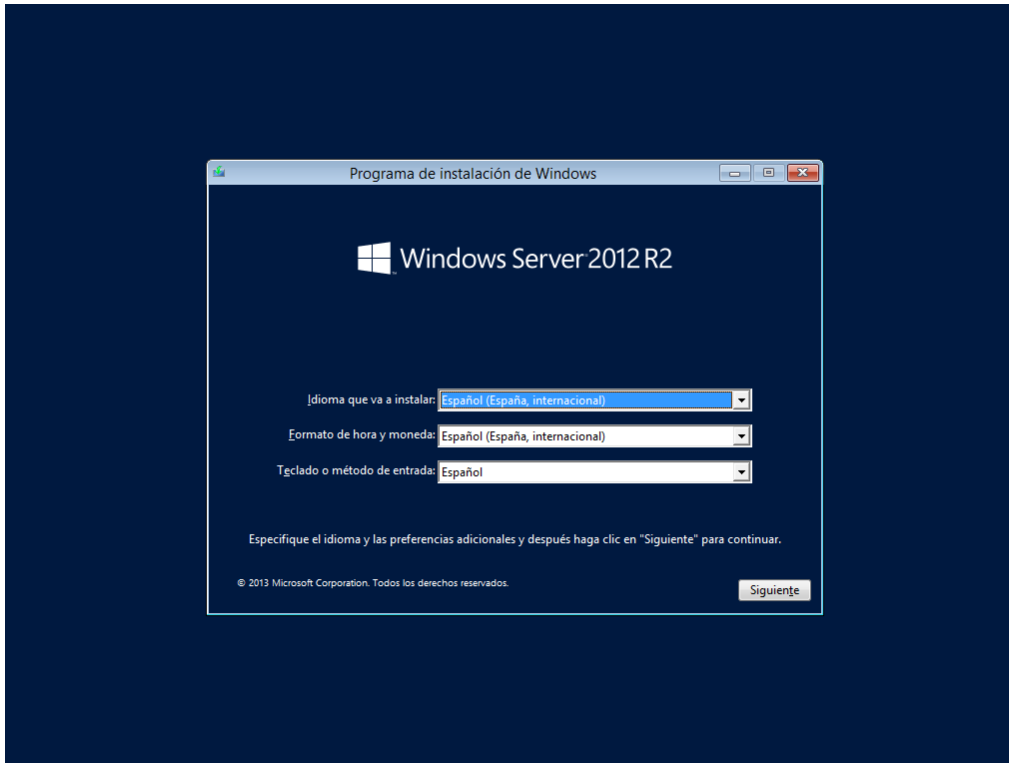 Programa de instalación de Windows
Windows Server 2012 R2
Idioma que va a instalar: Español (España, internacional)
Formato de hora y moneda: Español (España, internacional)
Teclado o método de entrada: Español
Especifique el idioma y las preferencias adicionales y después haga clic en "Siguiente" para continuar.
© 2013 Microsoft Corporation. Todos los derechos reservados.
Siguiente